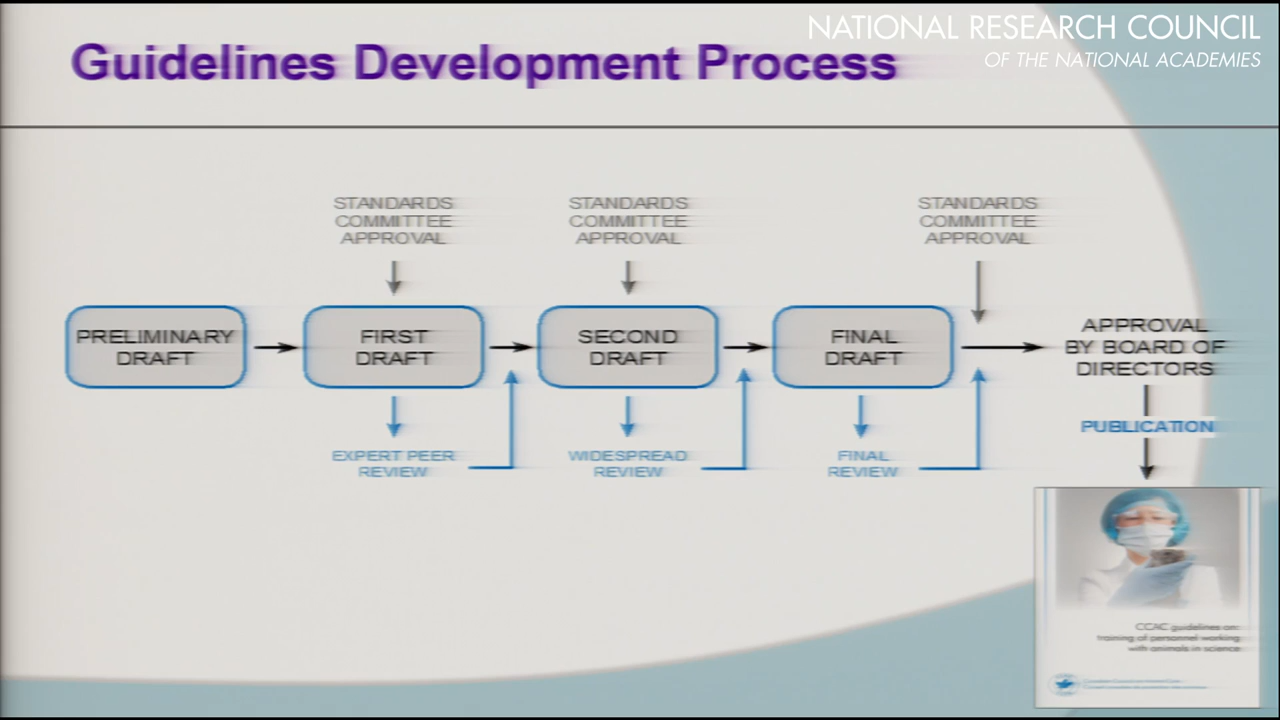 NATIONAL RESEARCH COUNCIL
OF THE NATIONAL ACADEMIES
Guidelines Development Process
STANDARDS
COMMITTEE
APPROVAL
STANDARDS
COMMITTEE
APPROVAL
STANDARDS
COMMITTEE
APPROVAL
PRELIMINARY
DRAFT
FIRST
DRAFT
SECOND
DRAFT
FINAL
DRAFT
APPROVAL
BY BOARD OF
DIRECTORS
EXPERT PEER
REVIEW
WIDESPREAD
REVIEW
FINAL
REVIEW
PUBLICATION
CCAC guidelines on:
training of personnel working
with animals in science